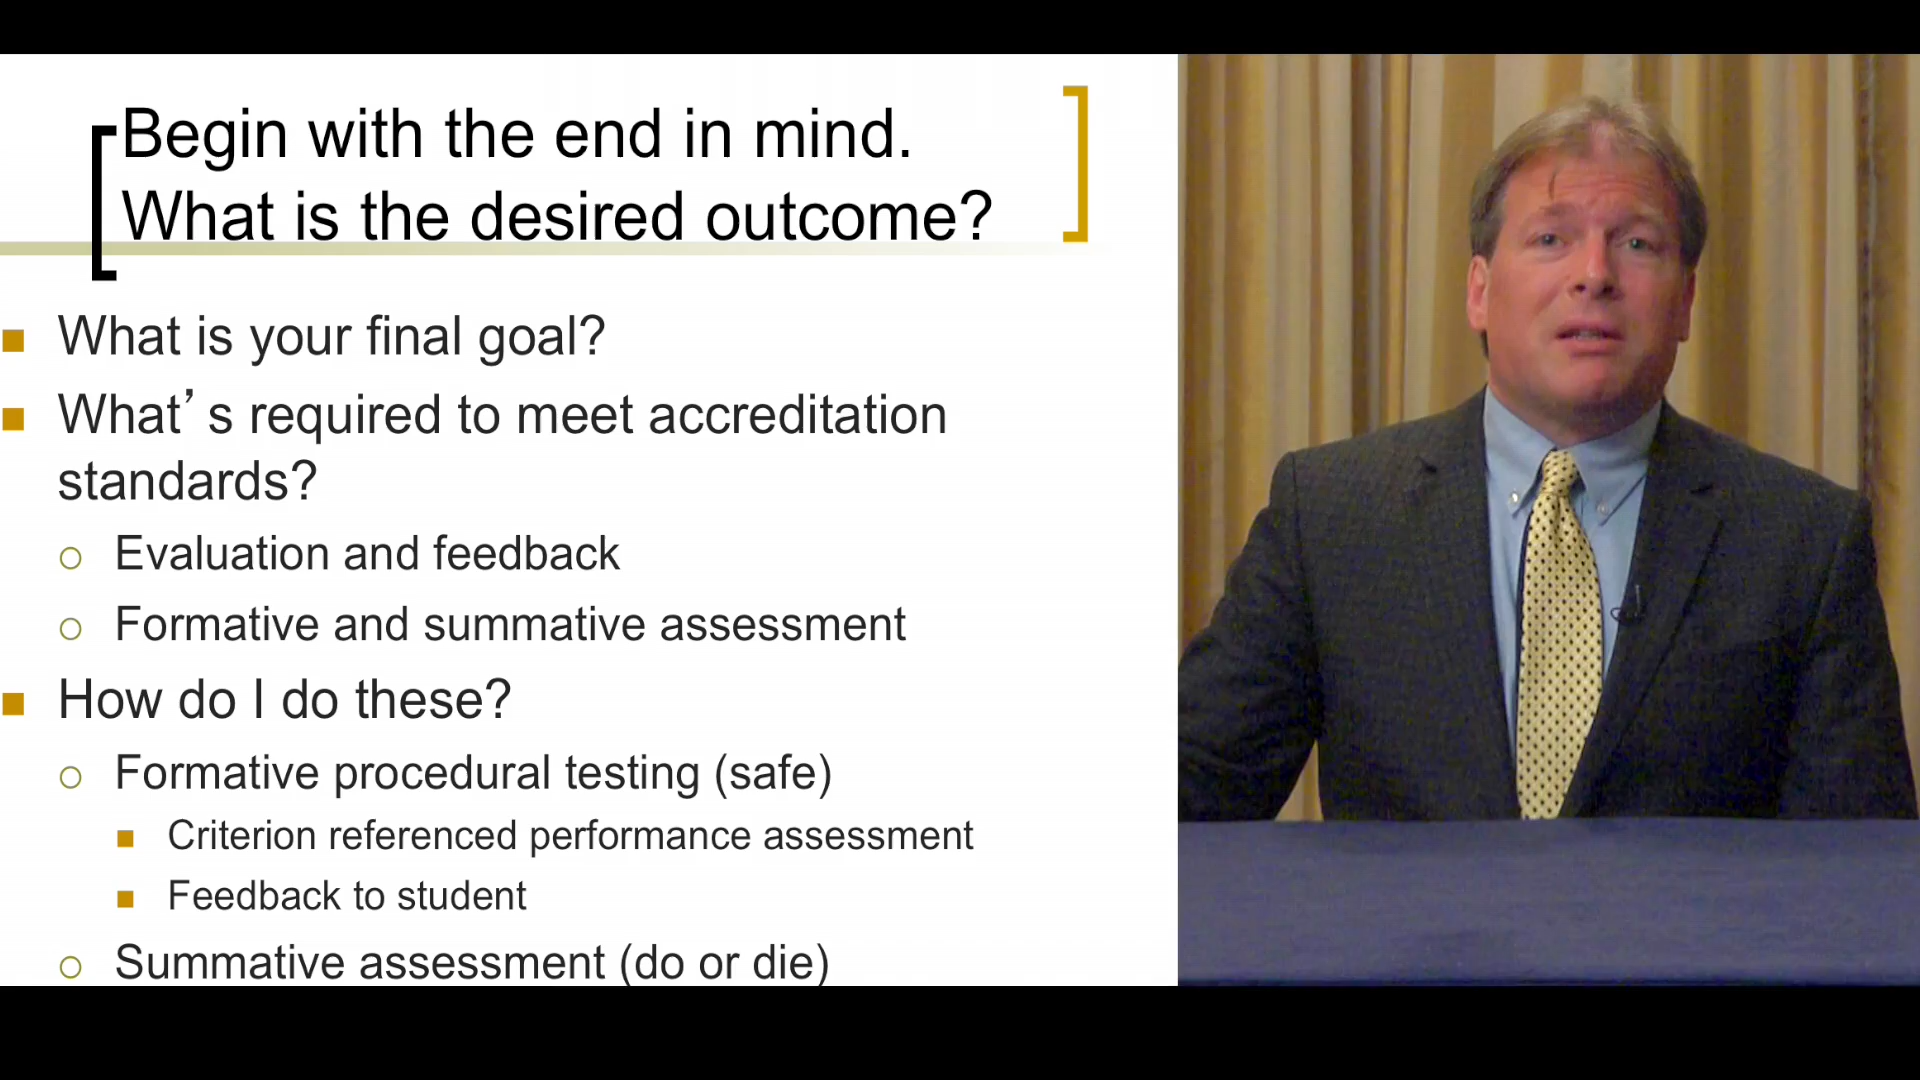 Begin with the end in mind.
What is the desired outcome?
What’s your final goal?
What’s required to meet accreditation
standards?
Evaluation and feedback
Formative and summative assessment
How do I do these?
Formative procedural testing (safe)
Criterion referenced performance assessment
Feedback to student
Summative assessment (do or die)